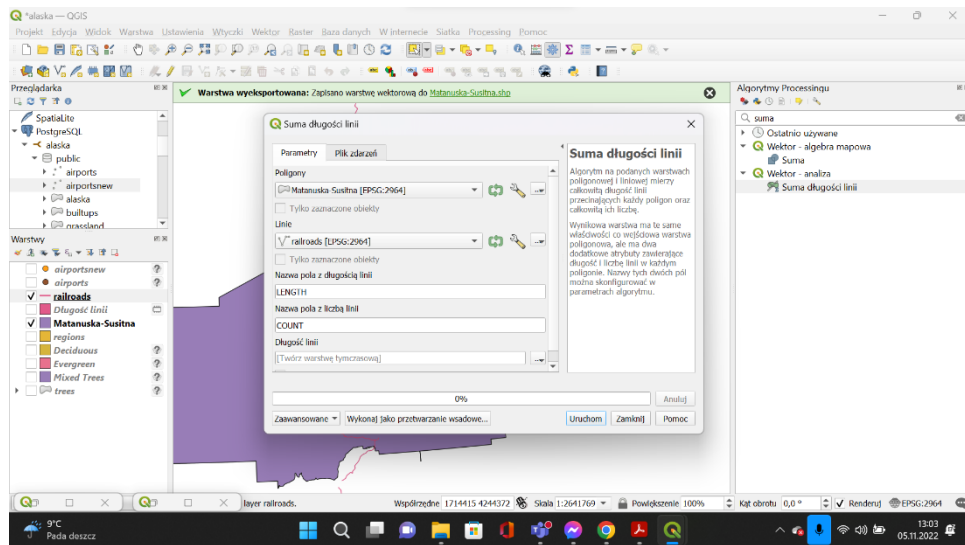 *alaska — QGIS
Projekt Edycja Widok Warstwa Ustawienia Wtyczki Wektor Raster Baza danych W internecie Siatka Processing Pomoc
Przeglądarka
SpatiaLite
PostgreSQL
alaska
public
airports
airportsnew
alaska
builtups
grassland
Warstwy
airportsnew
airports
railroads
Długość linii
Matanuska-Susitna
regions
Deciduous
Evergreen
Mixed Trees
trees
Warstwa wyeksportowana: Zapisano warstwę wektorową do Matanuska-Susitna.shp
Suma długości linii
Parametry Plik zdarzeń
Poligony
Matanuska-Susitna [EPSG:2964]
Tylko zaznaczone obiekty
Linie
railroads [EPSG:2964]
Tylko zaznaczone obiekty
Nazwa pola z długością linii
LENGTH
Nazwa pola z liczbą linii
COUNT
Długość linii
[Twórz warstwę tymczasową]
Suma długości linii
Algorytm na podanych warstwach
poligonowej i liniowej mierzy
całkowitą długość linii
przecinających każdy poligon oraz
całkowitą ich liczbę.
Wynikowa warstwa ma te same
właściwości co wejściowa warstwa
poligonowa, ale ma dwa
dodatkowe atrybuty zawierające
długość i liczbę linii w każdym
poligonie. Nazwy tych dwóch pól
można skonfigurować w
parametrach algorytmu.
0%
Anuluj
Zaawansowane Wykonaj jako przetwarzanie wsadowe...
Uruchom Zamknij Pomoc
Algorytmy Processingu
suma
Ostatnio używane
Wektor - algebra mapowa
Suma
Wektor - analiza
Suma długości linii
layer railroads.
Współrzędne 1714415 4244372 Skala 1:2641769 Powiększenie 100% Kąt obrotu 0,0 ° Renderuj EPSG:2964
9°C
Pada deszcz
13:03
05.11.2022